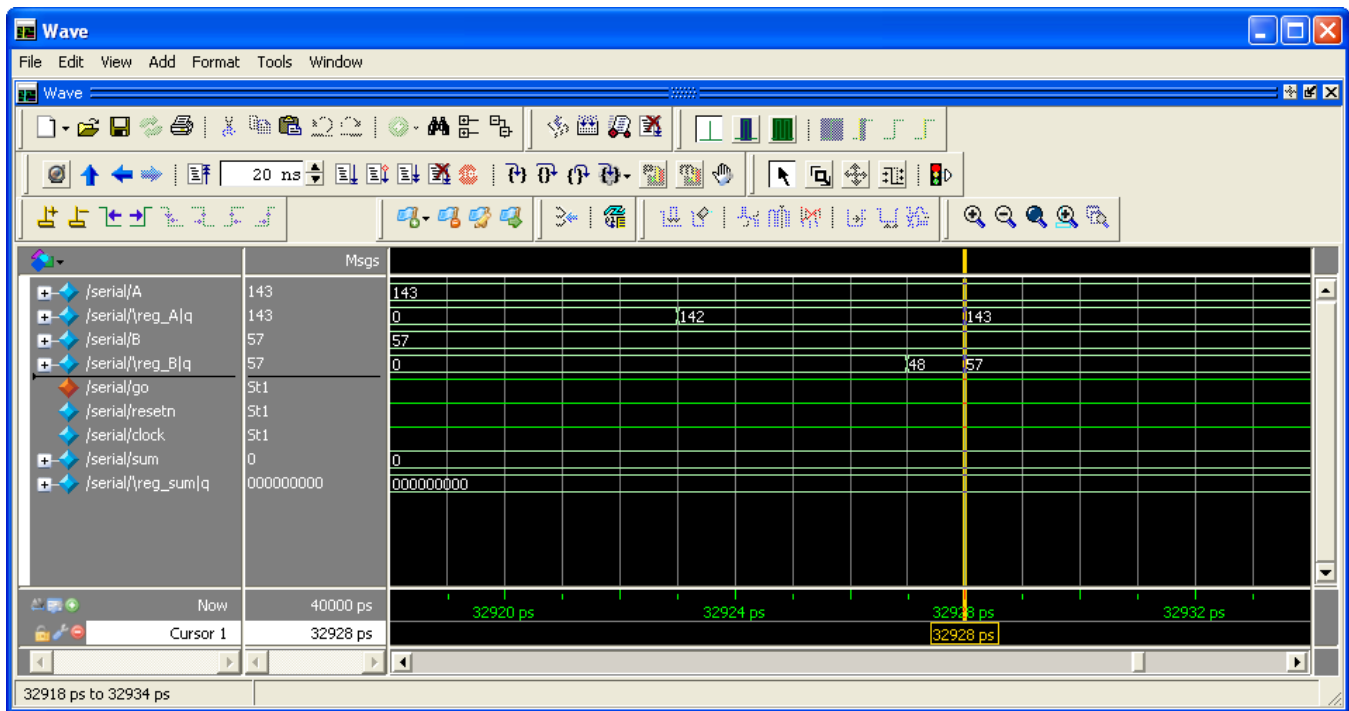 Wave
File Edit View Add Format Tools Window
Wave
20 ns
Msgs
/serial/A 143 143
/serial/\reg_A|q 143 0 142 143
/serial/B 57 57
/serial/\reg_B|q 57 0 48 57
/serial/go St1
/serial/resetn St1
/serial/clock St1
/serial/sum 0 0
/serial/\reg_sum|q 000000000 000000000
Now 40000 ps 32920 ps 32924 ps 32928 ps 32932 ps
Cursor 1 32928 ps 32928 ps
32918 ps to 32934 ps